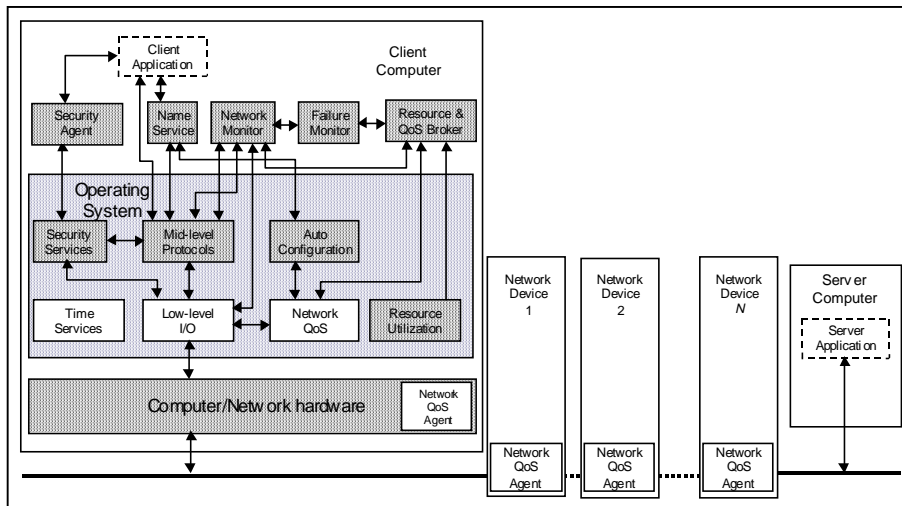 Client
Application
Client
Computer
Security
Agent
Name
Service
Network
Monitor
Failure
Monitor
Resource &
QoS Broker
Operating
System
Security
Services
Mid-level
Protocols
Auto
Configuration
Time
Services
Low-level
I/O
Network
QoS
Resource
Utilization
Computer/Network hardware
Network
QoS
Agent
Network
Device
1
Network
QoS
Agent
Network
Device
2
Network
QoS
Agent
Network
Device
N
Network
QoS
Agent
Server
Computer
Server
Application